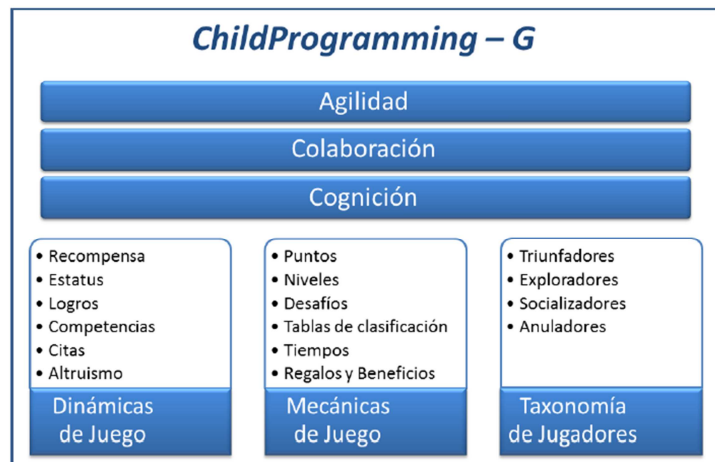 ChildProgramming – G
Agilidad
Colaboración
Cognición
• Recompensa
• Estatus
• Logros
• Competencias
• Citas
• Altruismo
Dinámicas
de Juego
• Puntos
• Niveles
• Desafíos
• Tablas de clasificación
• Tiempos
• Regalos y Beneficios
Mecánicas
de Juego
• Triunfadores
• Exploradores
• Socializadores
• Anuladores
Taxonomía
de Jugadores